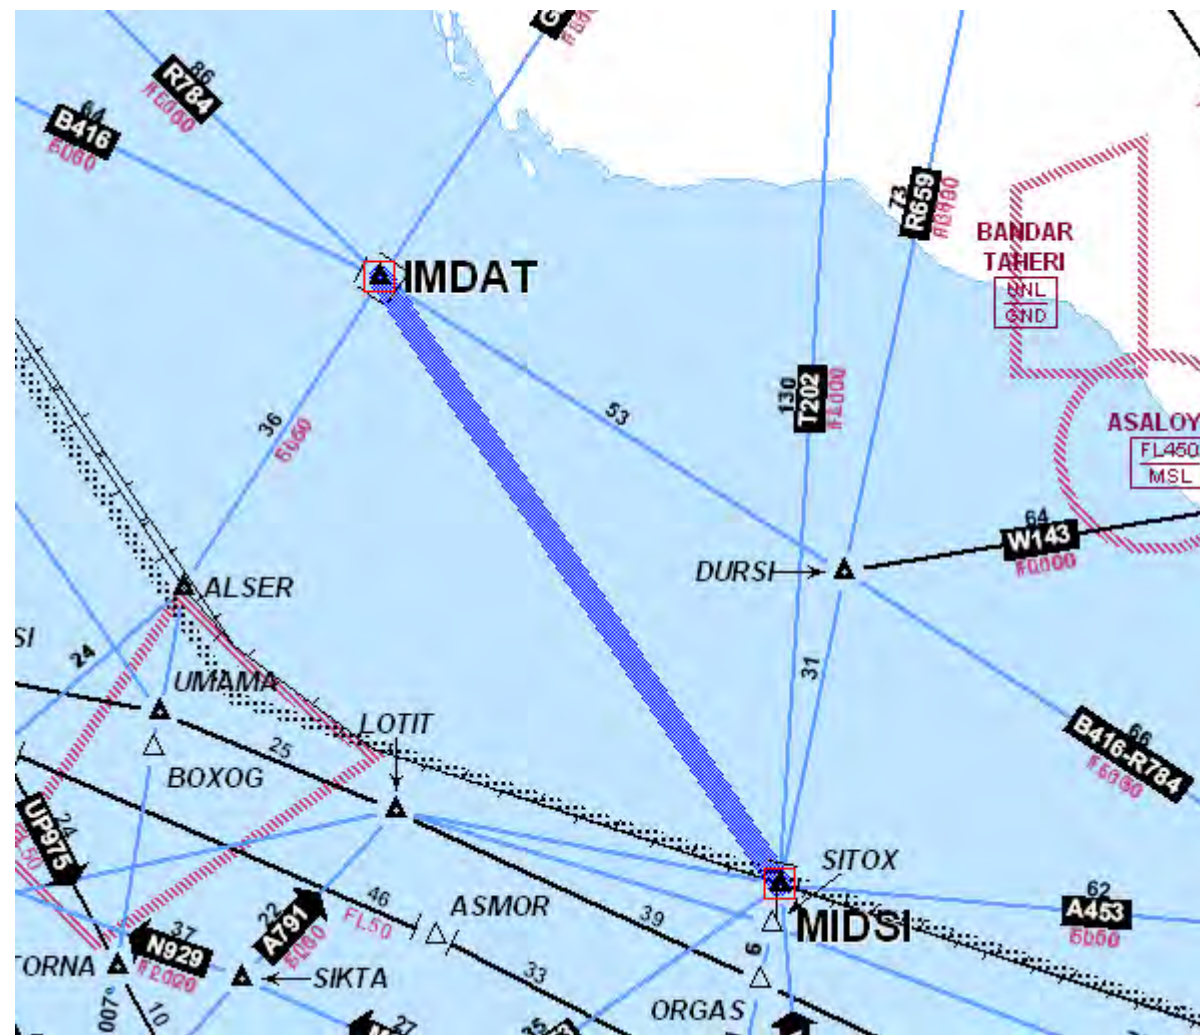 86
R784
64
B416
IMDAT
73
R659
BANDAR
TAHERI
UNL
GND
130
T202
53
36
ASALOY
FL450
MSL
64
W143
DURSI
ALSER
SI
24
31
UMAMA
LOTIT
25
BOXOG
66
B416-R784
UP975
24
SITOX
MIDSI
62
A453
46
FL50
ASMOR
39
22
A791
37
N929
6
TORNA
SIKTA
33
ORGAS
007°
10
27